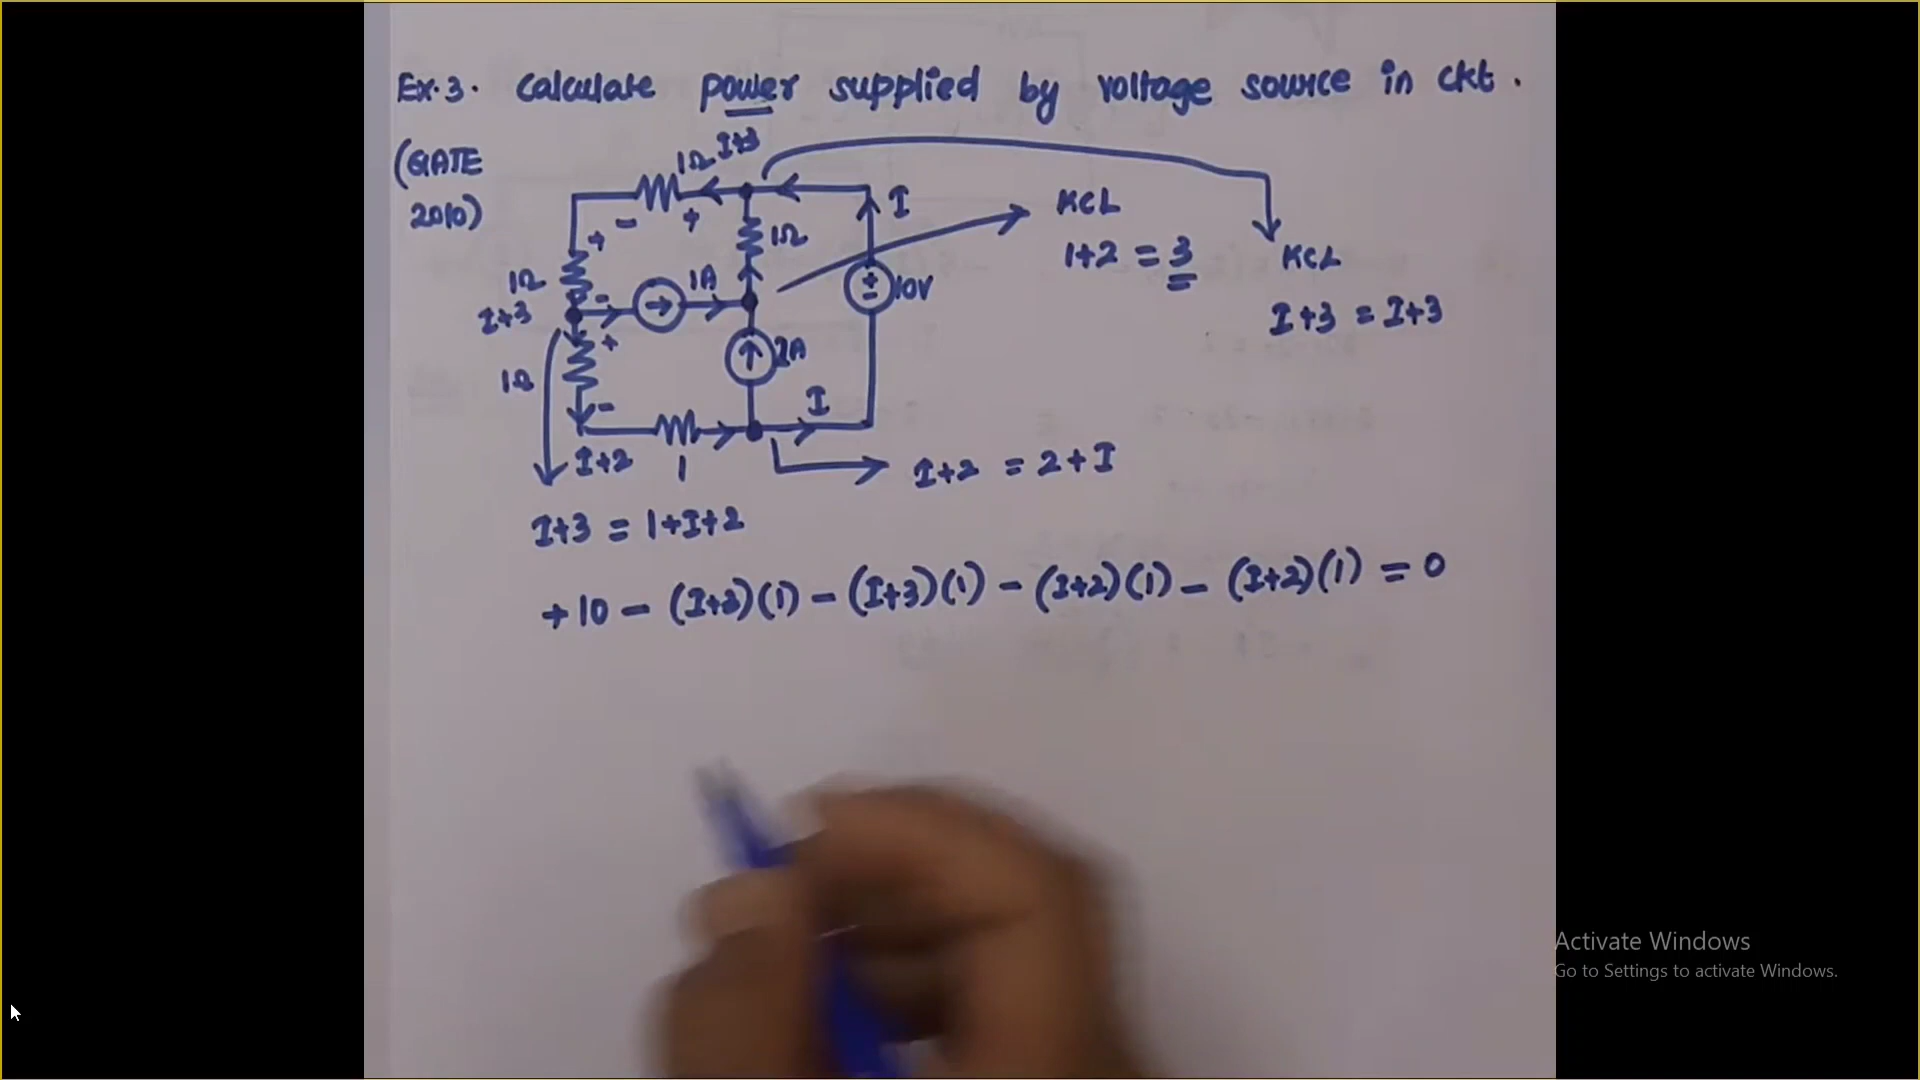 Ex.3. Calculate power supplied by voltage source in ckt.
(GATE
2010)
1Ω I+3
- +
I
1Ω
+
1Ω
1A
-
10V
I+3
+
1Ω
-
2A
I
I+2
1
KCL
1+2 = 3
KCL
I+3 = I+3
I+2 = 2+I
I+3 = 1+I+2
+10 - (I+3)(1) - (I+3)(1) - (I+2)(1) - (I+2)(1) = 0
Activate Windows
Go to Settings to activate Windows.